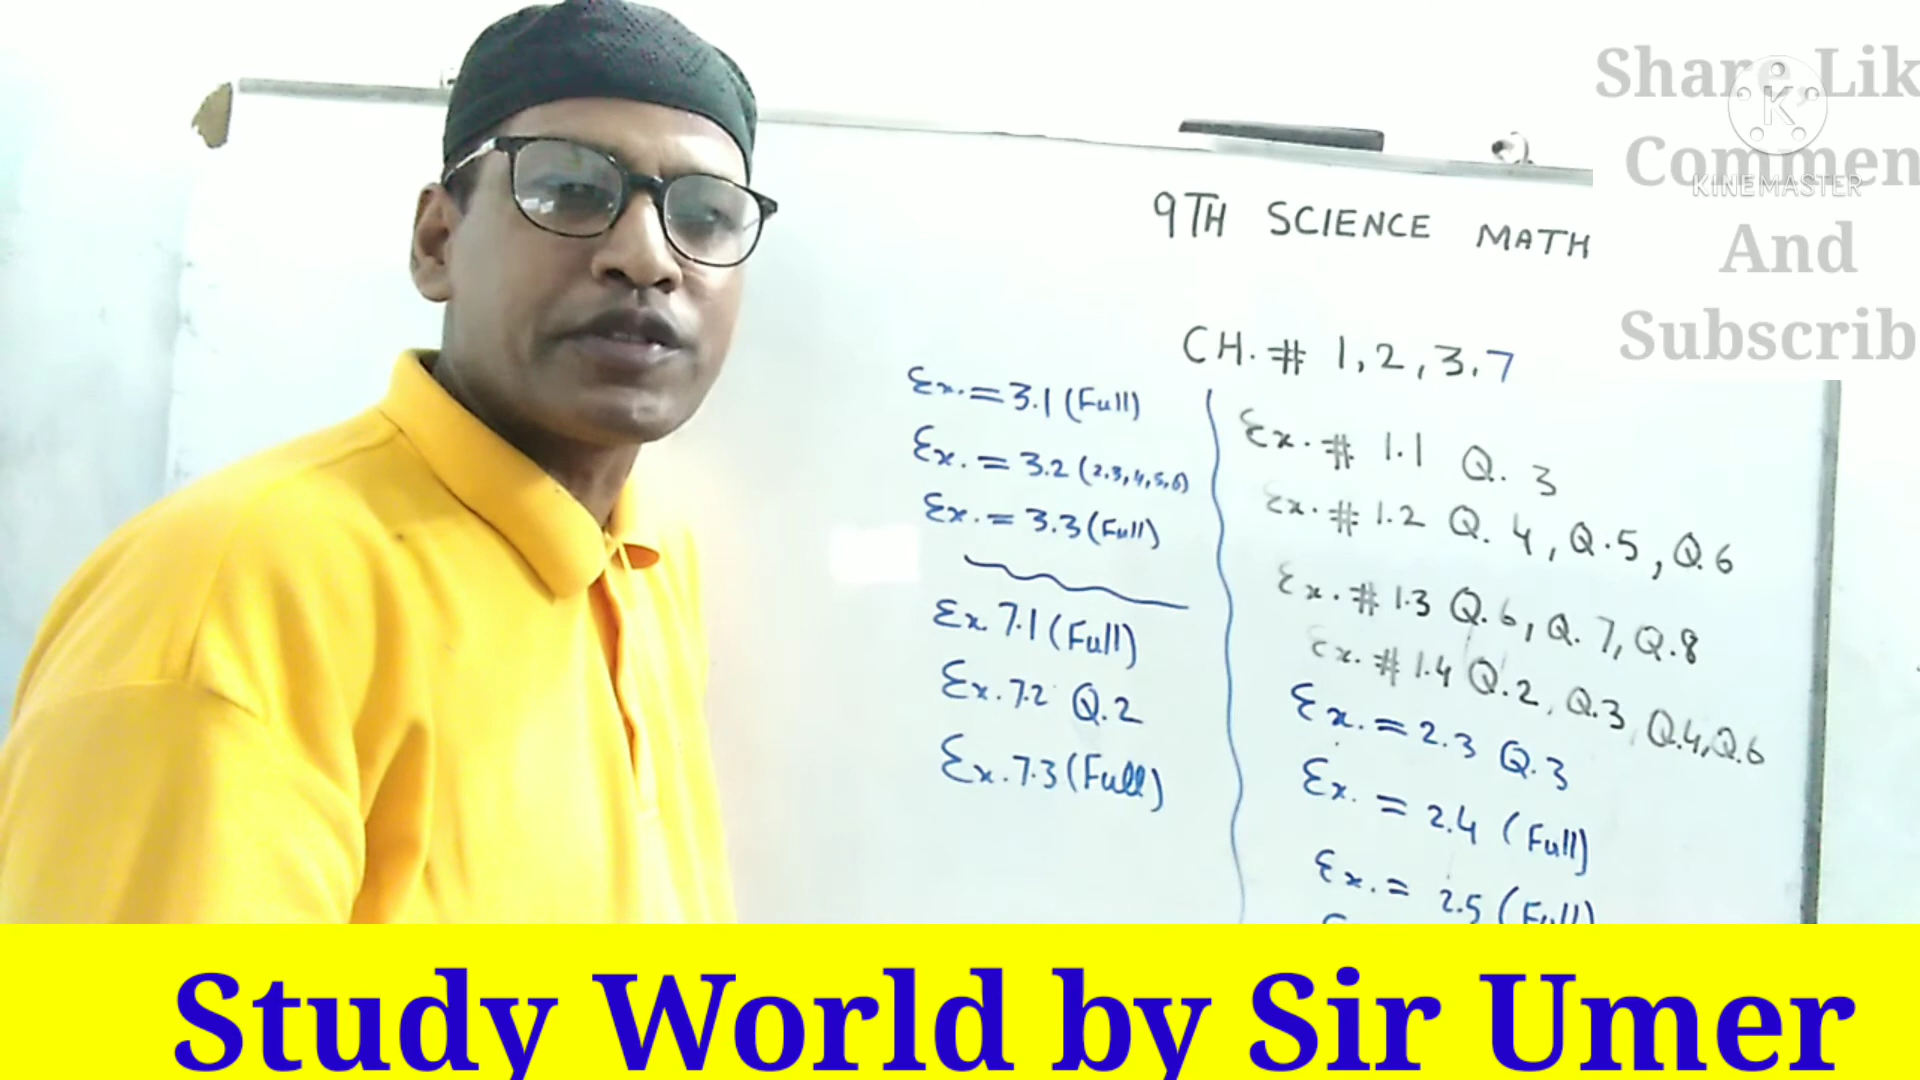 9TH SCIENCE MATH
CH. # 1, 2, 3, 7
Ex. = 3.1 (Full)
Ex. = 3.2 (2,3,4,5,6)
Ex. = 3.3 (Full)
Ex. 7.1 (Full)
Ex. 7.2 Q.2
Ex. 7.3 (Full)
Ex. # 1.1 Q. 3
Ex. # 1.2 Q. 4, Q.5, Q.6
Ex. # 1.3 Q.6, Q.7, Q.8
Ex. # 1.4 Q.2, Q.3, Q.4, Q.6
Ex. = 2.3 Q.3
Ex. = 2.4 (Full)
Ex. = 2.5 (Full)
Share, Lik
Commen
And
Subscrib
KINEMASTER
Study World by Sir Umer